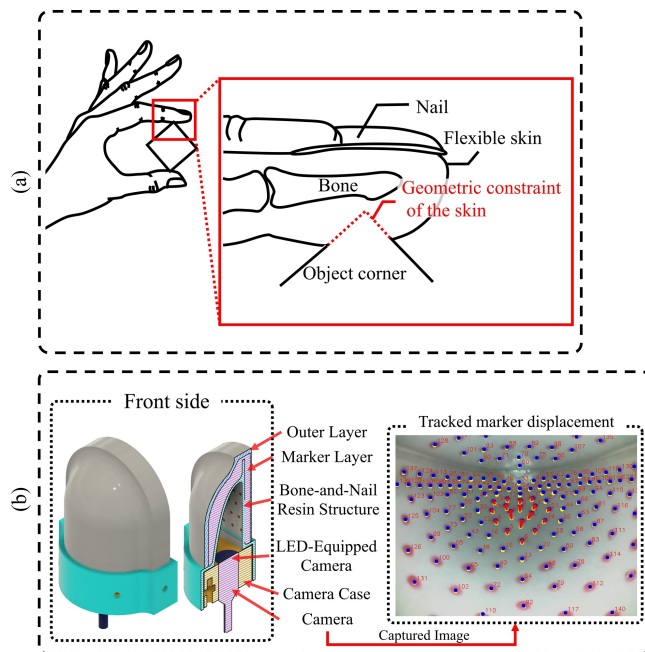 (a)
Nail
Flexible skin
Bone
Geometric constraint
of the skin
Object corner
(b)
Front side
Outer Layer
Marker Layer
Bone-and-Nail
Resin Structure
LED-Equipped
Camera
Camera Case
Camera
Tracked marker displacement
Captured Image